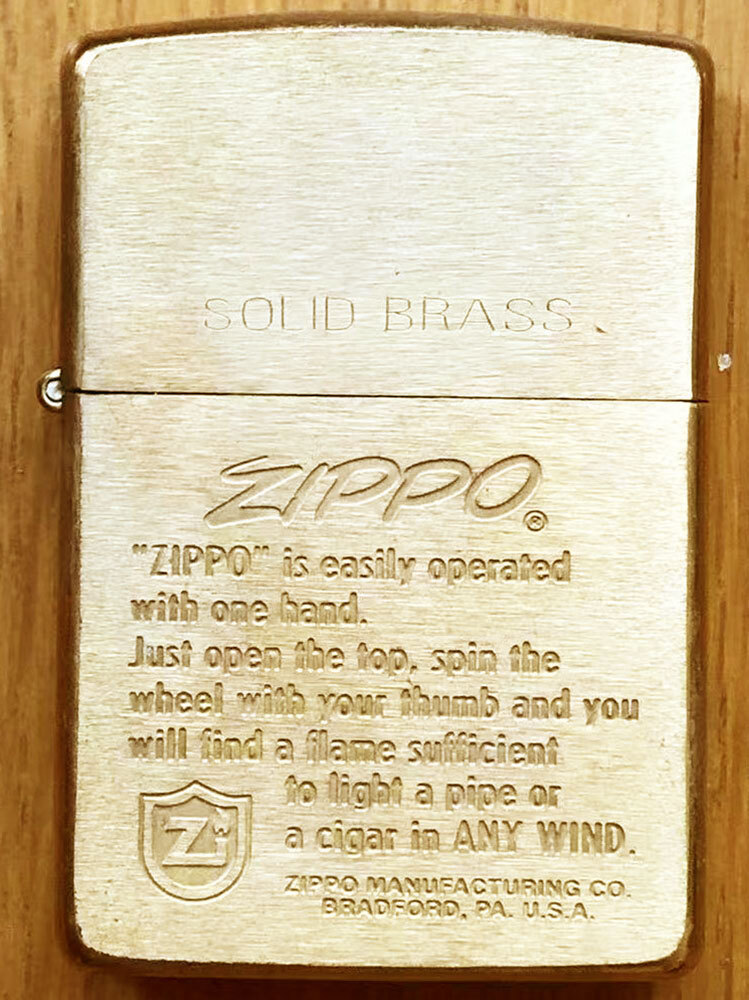 SOLID BRASS
ZIPPO®
"ZIPPO" is easily operated
with one hand.
Just open the top, spin the
wheel with your thumb and you
will find a flame sufficient
to light a pipe or
a cigar in ANY WIND.
Zi
ZIPPO MANUFACTURING CO.
BRADFORD, PA. U.S.A.